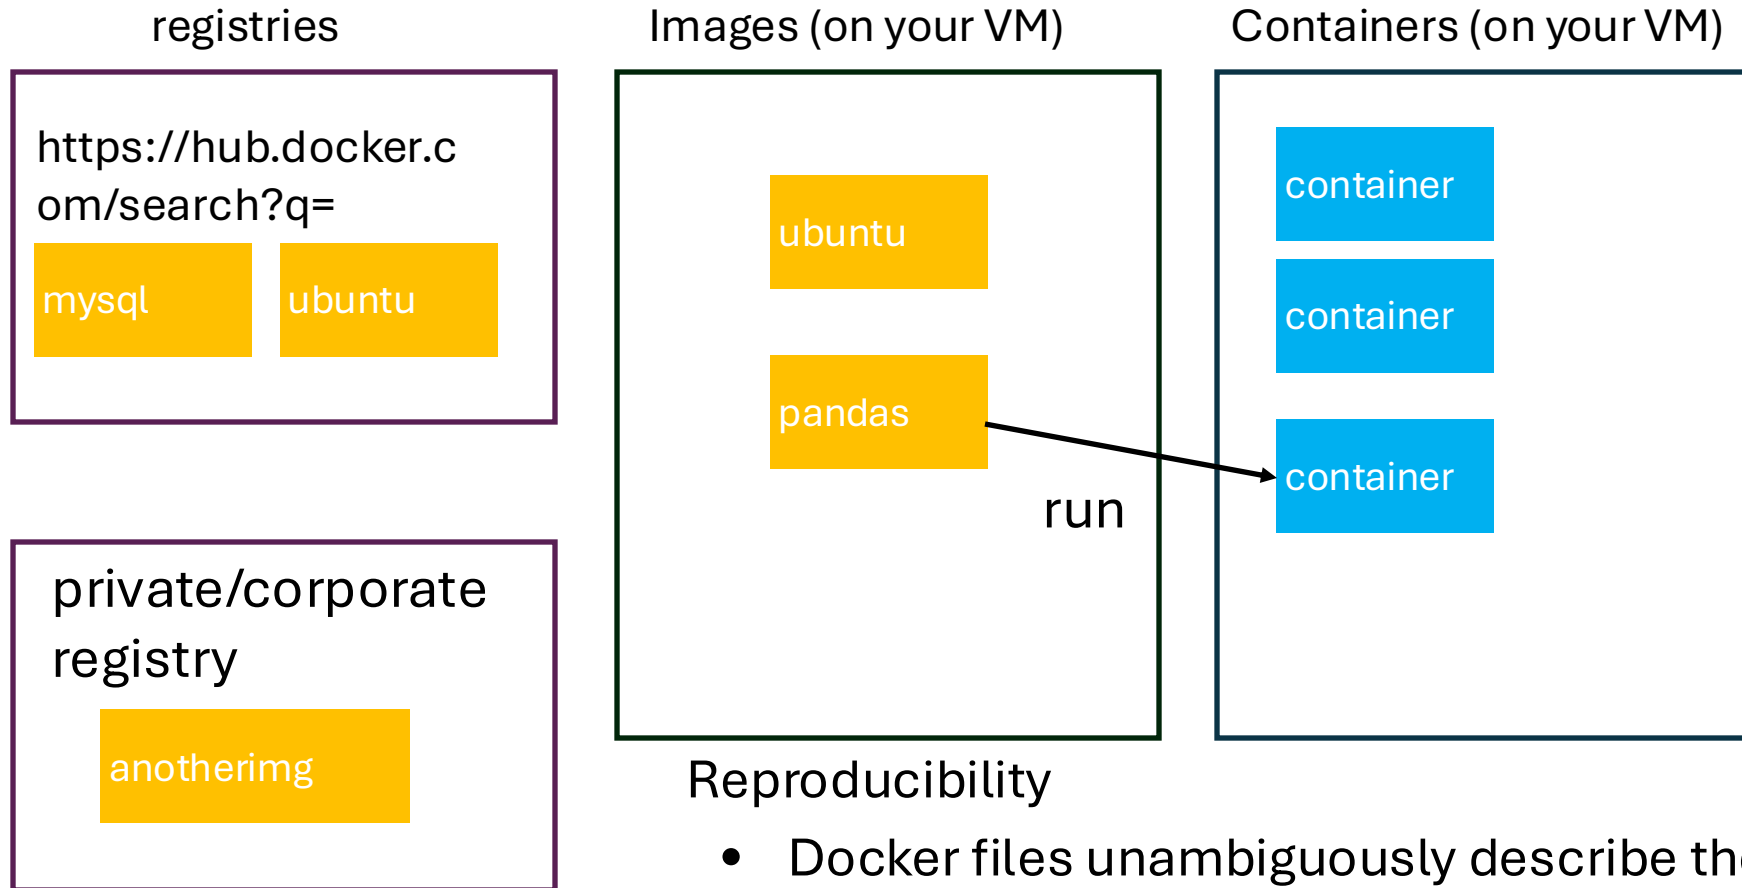 registries
https://hub.docker.c
om/search?q=
mysql
ubuntu
private/corporate
registry
anotherimg
Images (on your VM)
ubuntu
pandas
run
Containers (on your VM)
container
container
container
Reproducibility
• Docker files unambiguously describe the